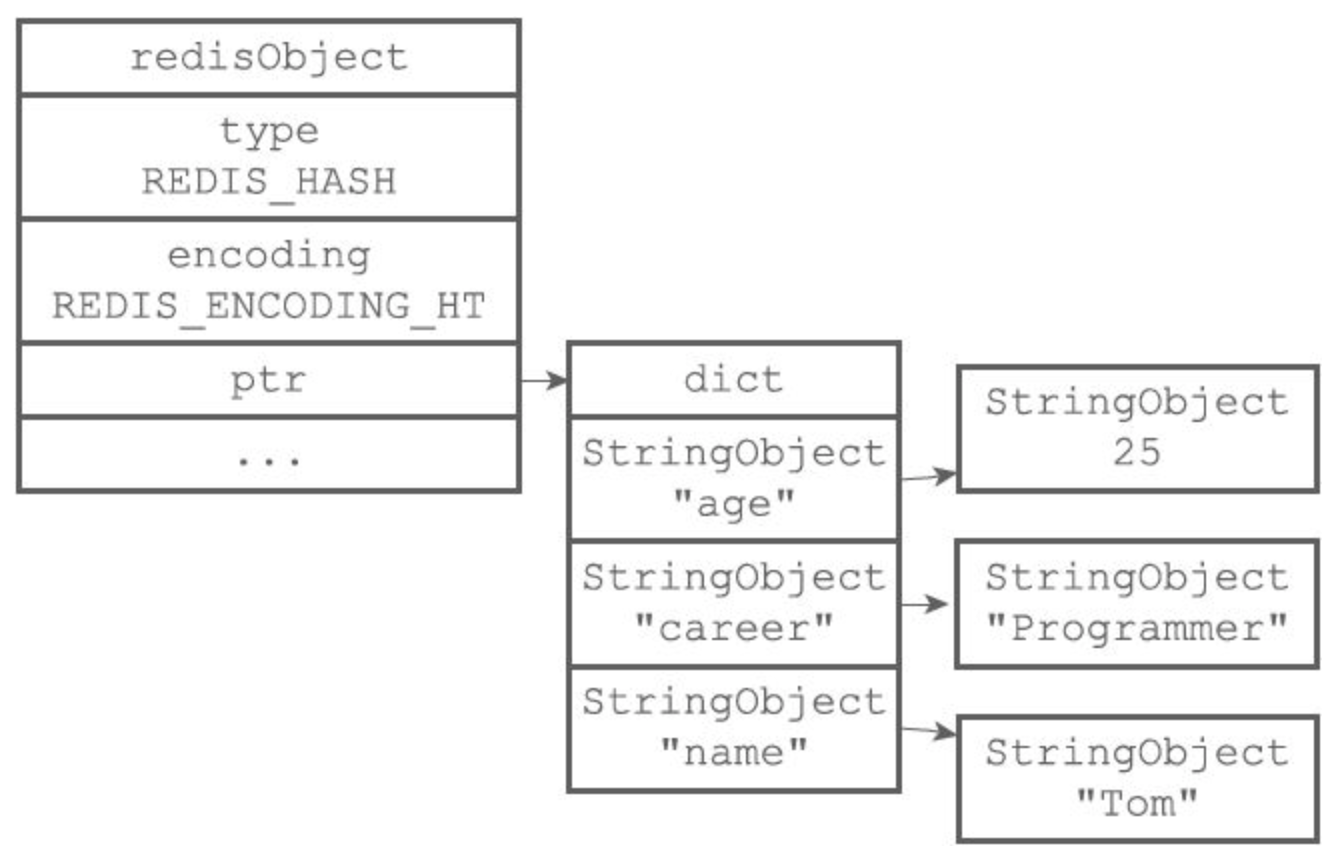 redisObject
type
REDIS_HASH
encoding
REDIS_ENCODING_HT
ptr
...
dict
StringObject
"age"
StringObject
"career"
StringObject
"name"
StringObject
25
StringObject
"Programmer"
StringObject
"Tom"